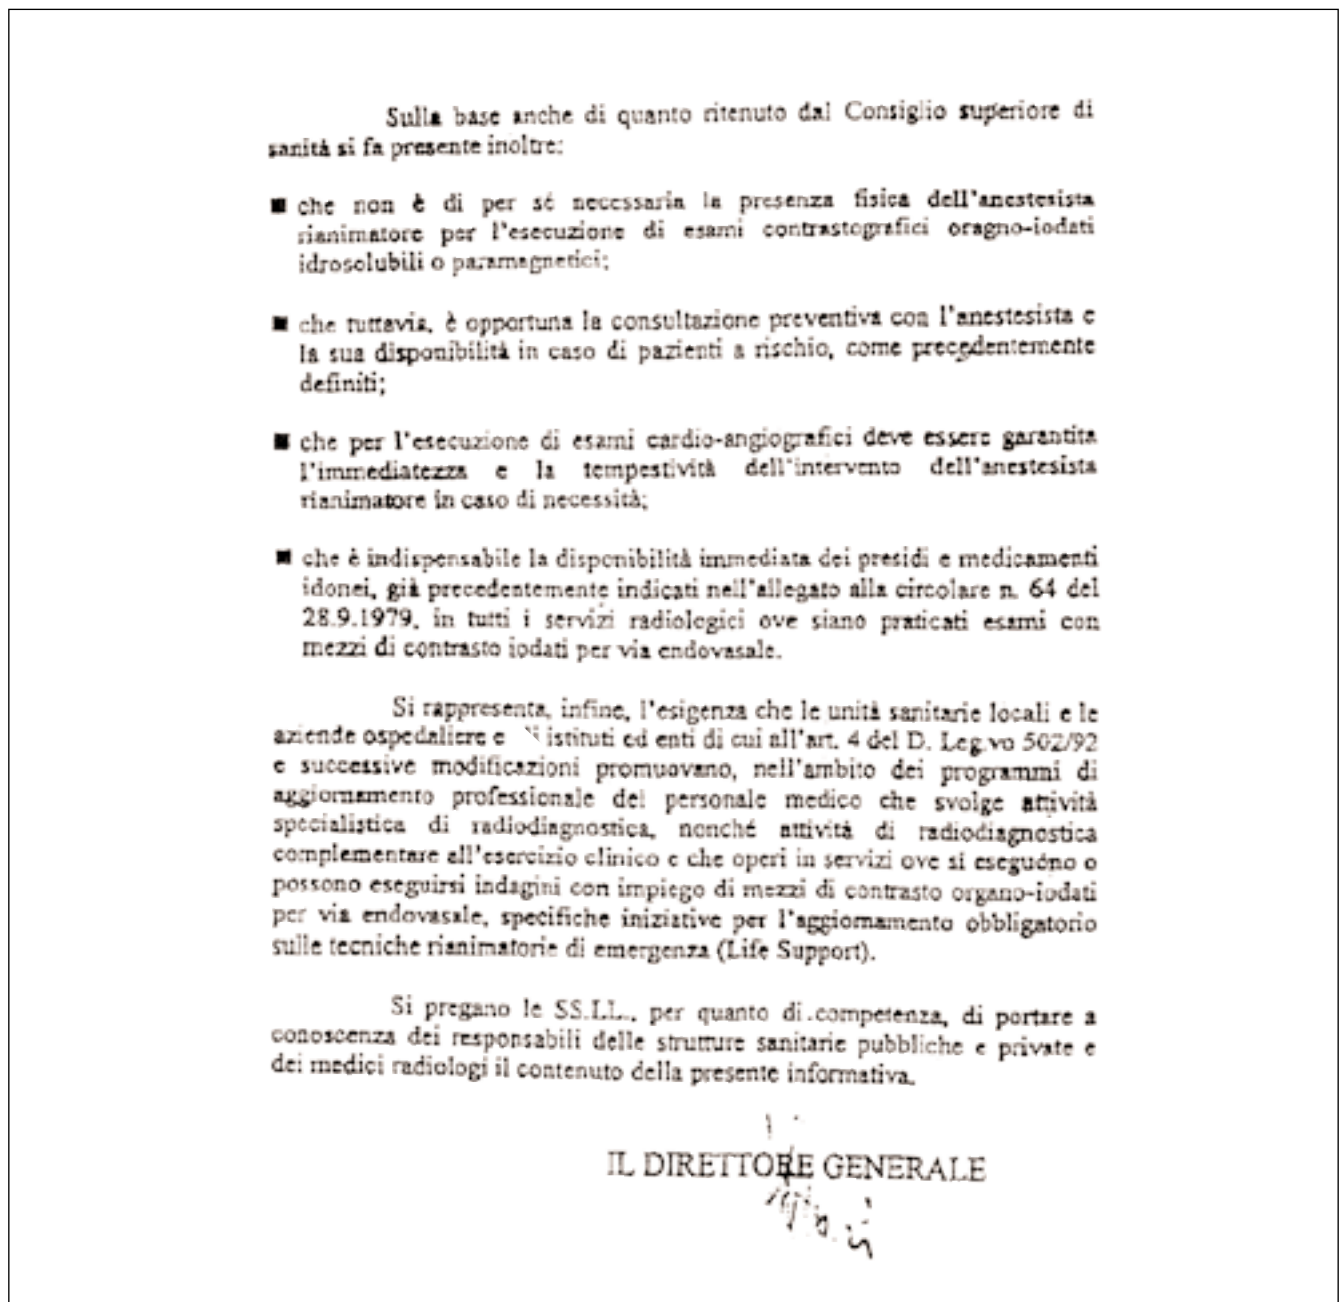 Sulla base anche di quanto ritenuto dal Consiglio superiore di
sanità si fa presente inoltre:
■ che non è di per sé necessaria la presenza fisica dell'anestesista
rianimatore per l'esecuzione di esami contrastografici oragno-iodati
idrosolubili o paramagnetici;
■ che tuttavia, è opportuna la consultazione preventiva con l'anestesista e
la sua disponibilità in caso di pazienti a rischio, come precedentemente
definiti;
■ che per l'esecuzione di esami cardio-angiografici deve essere garantita
l'immediatezza e la tempestività dell'intervento dell'anestesista
rianimatore in caso di necessità;
■ che è indispensabile la disponibilità immediata dei presidi e medicamenti
idonei, già precedentemente indicati nell'allegato alla circolare n. 64 del
28.9.1979, in tutti i servizi radiologici ove siano praticati esami con
mezzi di contrasto iodati per via endovasale.
Si rappresenta, infine, l'esigenza che le unità sanitarie locali e le
aziende ospedaliere e istituti ed enti di cui all'art. 4 del D. Leg.vo 502/92
e successive modificazioni promuovano, nell'ambito dei programmi di
aggiornamento professionale del personale medico che svolge attività
specialistica di radiodiagnostica, nonché attività di radiodiagnostica
complementare all'esercizio clinico e che operi in servizi ove si eseguono o
possono eseguirsi indagini con impiego di mezzi di contrasto organo-iodati
per via endovasale, specifiche iniziative per l'aggiornamento obbligatorio
sulle tecniche rianimatorie di emergenza (Life Support).
Si pregano le SS.LL., per quanto di competenza, di portare a
conoscenza dei responsabili delle strutture sanitarie pubbliche e private e
dei medici radiologi il contenuto della presente informativa.
IL DIRETTORE GENERALE